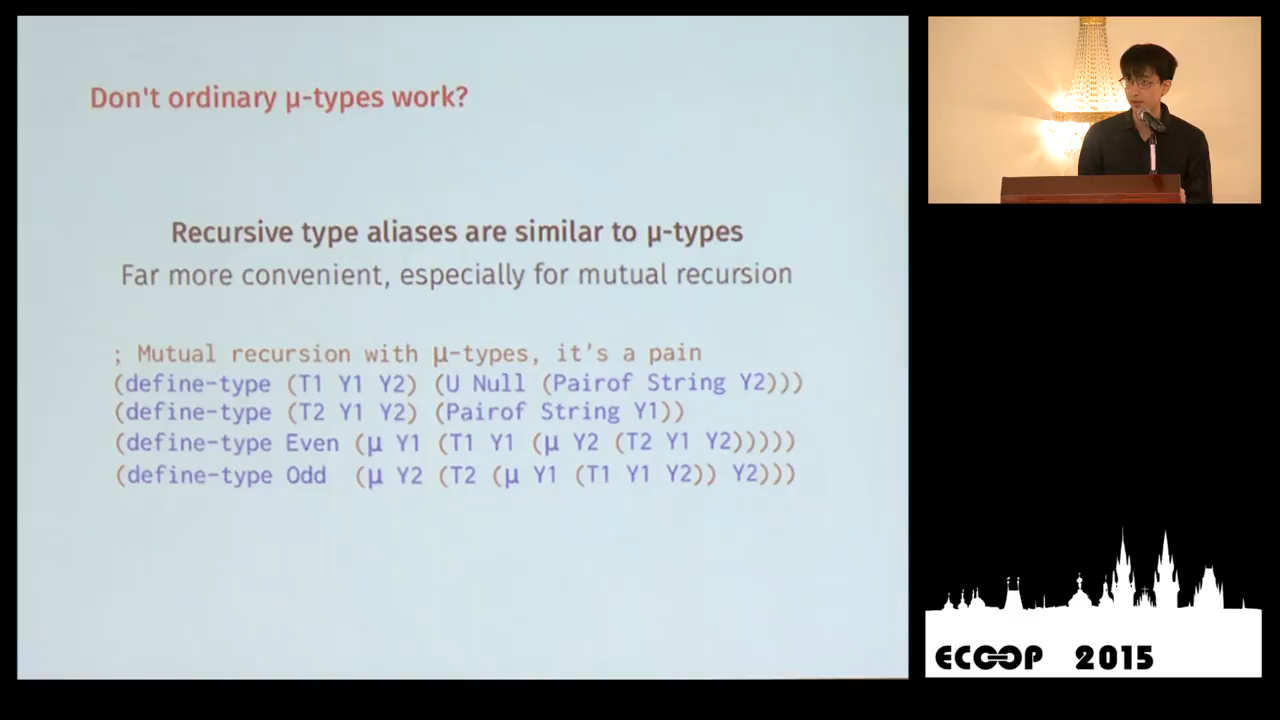 Don't ordinary μ-types work?
Recursive type aliases are similar to μ-types
Far more convenient, especially for mutual recursion
; Mutual recursion with μ-types, it's a pain
(define-type (T1 Y1 Y2) (U Null (Pairof String Y2)))
(define-type (T2 Y1 Y2) (Pairof String Y1))
(define-type Even (μ Y1 (T1 Y1 (μ Y2 (T2 Y1 Y2)))))
(define-type Odd (μ Y2 (T2 (μ Y1 (T1 Y1 Y2)) Y2)))
ECOOP 2015